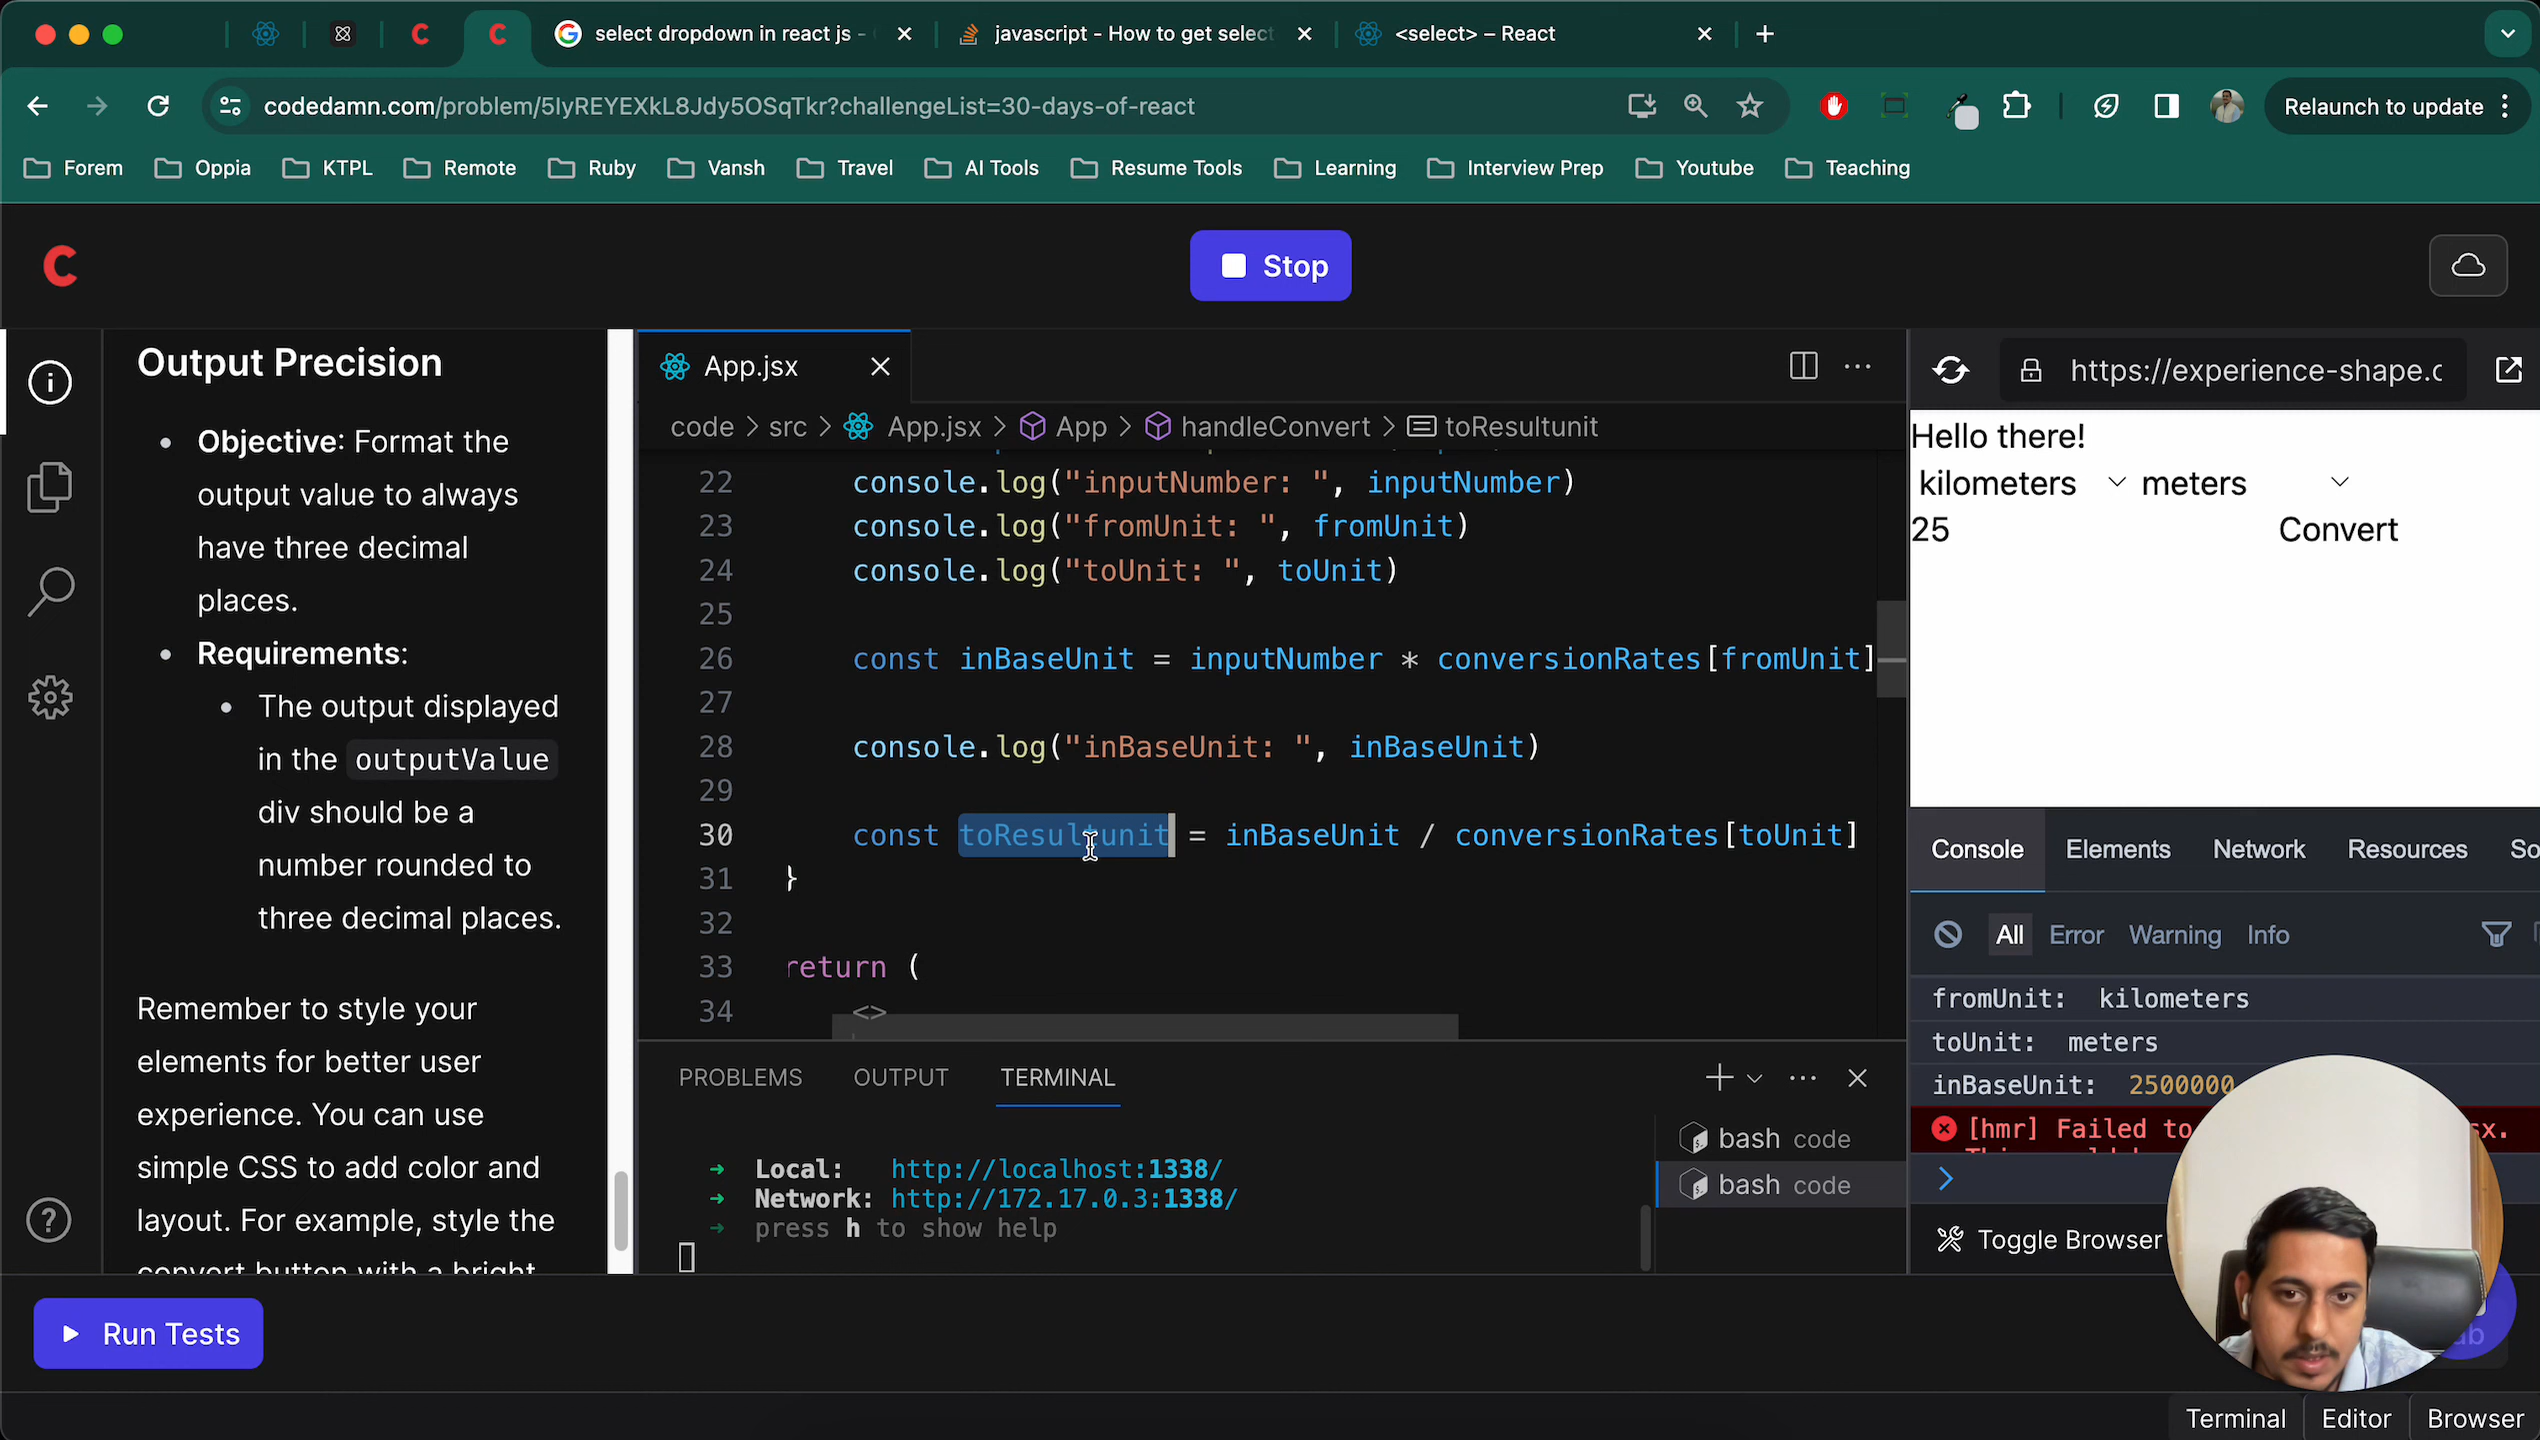 select dropdown in react js -
javascript - How to get select
<select> – React
codedamn.com/problem/5IyREYEXkL8Jdy5OSqTkr?challengeList=30-days-of-react
Relaunch to update
Forem
Oppia
KTPL
Remote
Ruby
Vansh
Travel
AI Tools
Resume Tools
Learning
Interview Prep
Youtube
Teaching
Stop
Output Precision
Objective: Format the
output value to always
have three decimal
places.
Requirements:
The output displayed
in the outputValue
div should be a
number rounded to
three decimal places.
Remember to style your
elements for better user
experience. You can use
simple CSS to add color and
layout. For example, style the
convert button with a bright
App.jsx
code > src > App.jsx > App > handleConvert > toResultunit
22 console.log("inputNumber: ", inputNumber)
23 console.log("fromUnit: ", fromUnit)
24 console.log("toUnit: ", toUnit)
25
26 const inBaseUnit = inputNumber * conversionRates[fromUnit]
27
28 console.log("inBaseUnit: ", inBaseUnit)
29
30 const toResultunit = inBaseUnit / conversionRates[toUnit]
31 }
32
33 return (
34 <>
PROBLEMS
OUTPUT
TERMINAL
➜ Local: http://localhost:1338/
➜ Network: http://172.17.0.3:1338/
➜ press h to show help
bash code
bash code
https://experience-shape.c
Hello there!
kilometers
meters
25
Convert
Console
Elements
Network
Resources
So
All
Error
Warning
Info
fromUnit: kilometers
toUnit: meters
inBaseUnit: 2500000
[hmr] Failed to
sx.
Toggle Browser
Run Tests
Terminal
Editor
Browser